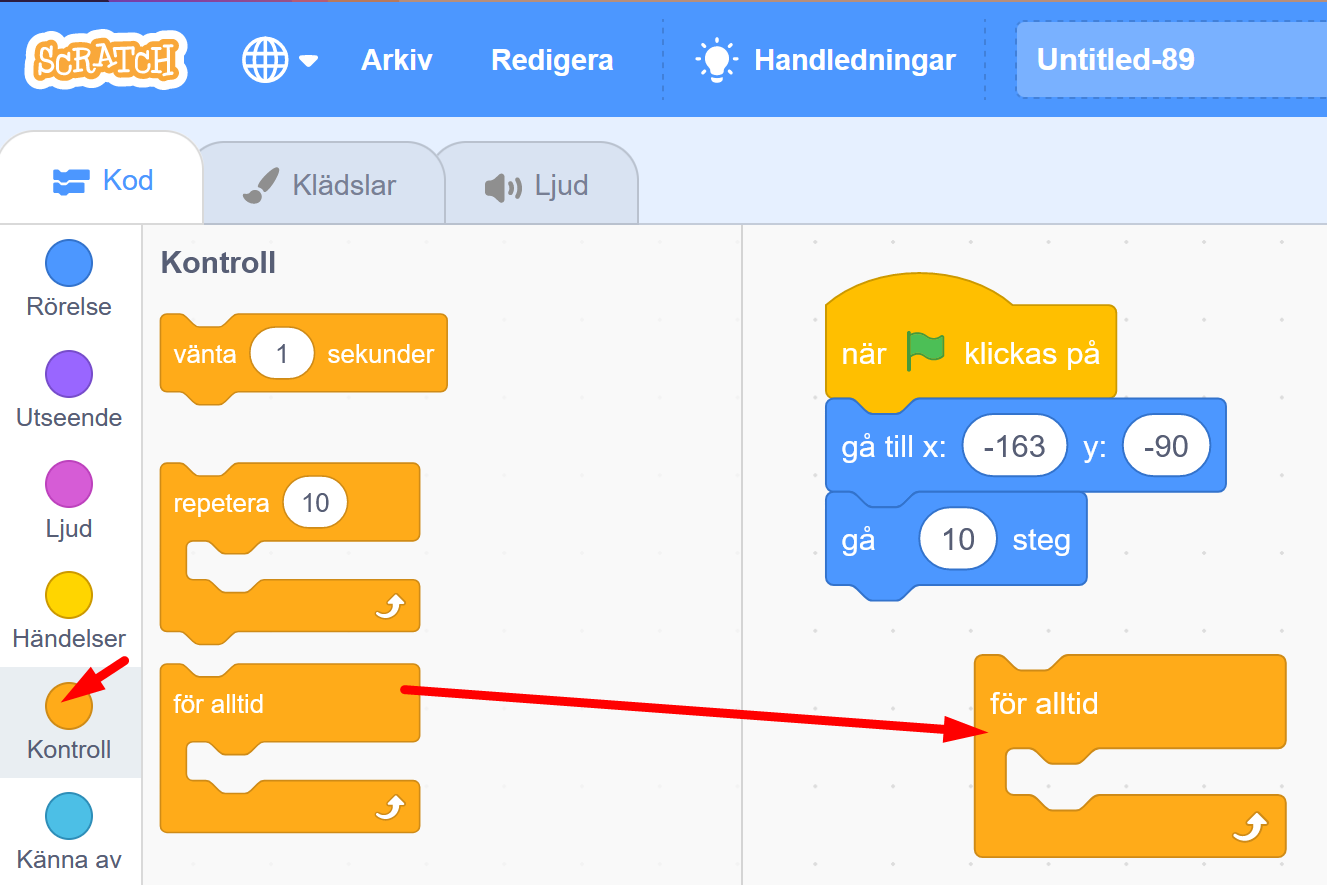 SCRATCH Arkiv Redigera Handledningar Untitled-89
Kod Klädslar Ljud
Rörelse
Utseende
Ljud
Händelser
Kontroll
Känna av
Kontroll
vänta 1 sekunder
repetera 10
för alltid
när klickas på
gå till x: -163 y: -90
gå 10 steg
för alltid